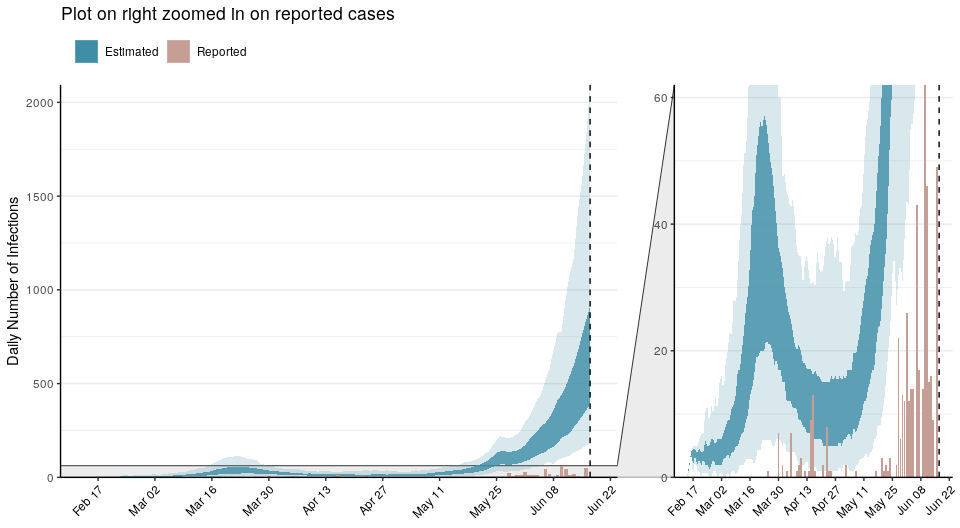 Plot on right zoomed in on reported cases
Estimated Reported
Daily Number of Infections
2000
1500
1000
500
0
Feb 17 Mar 02 Mar 16 Mar 30 Apr 13 Apr 27 May 11 May 25 Jun 08 Jun 22
60
40
20
0
Feb 17 Mar 02 Mar 16 Mar 30 Apr 13 Apr 27 May 11 May 25 Jun 08 Jun 22